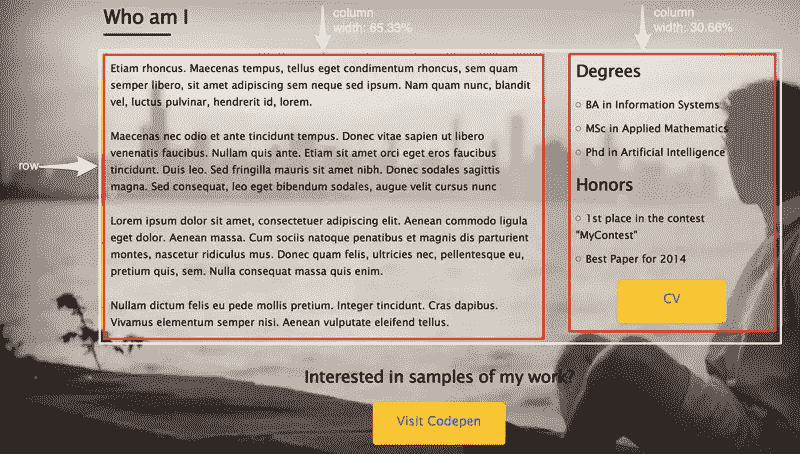 Who am I
column
width: 65.33%
column
width: 30.66%
row
Etiam rhoncus. Maecenas tempus, tellus eget condimentum rhoncus, sem quam
semper libero, sit amet adipiscing sem neque sed ipsum. Nam quam nunc, blandit
vel, luctus pulvinar, hendrerit id, lorem.
Maecenas nec odio et ante tincidunt tempus. Donec vitae sapien ut libero
venenatis faucibus. Nullam quis ante. Etiam sit amet orci eget eros faucibus
tincidunt. Duis leo. Sed fringilla mauris sit amet nibh. Donec sodales sagittis
magna. Sed consequat, leo eget bibendum sodales, augue velit cursus nunc
Lorem ipsum dolor sit amet, consectetuer adipiscing elit. Aenean commodo ligula
eget dolor. Aenean massa. Cum sociis natoque penatibus et magnis dis parturient
montes, nascetur ridiculus mus. Donec quam felis, ultricies nec, pellentesque eu,
pretium quis, sem. Nulla consequat massa quis enim.
Nullam dictum felis eu pede mollis pretium. Integer tincidunt. Cras dapibus.
Vivamus elementum semper nisi. Aenean vulputate eleifend tellus.
Degrees
BA in Information Systems
MSc in Applied Mathematics
Phd in Artificial Intelligence
Honors
1st place in the contest
"MyContest"
Best Paper for 2014
CV
Interested in samples of my work?
Visit Codepen